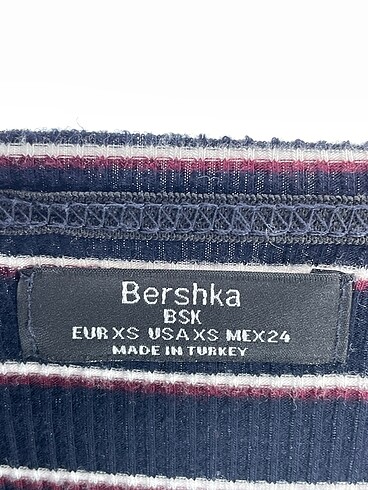 Bershka
BSK
EUR XS USA XS MEX 24
MADE IN TURKEY